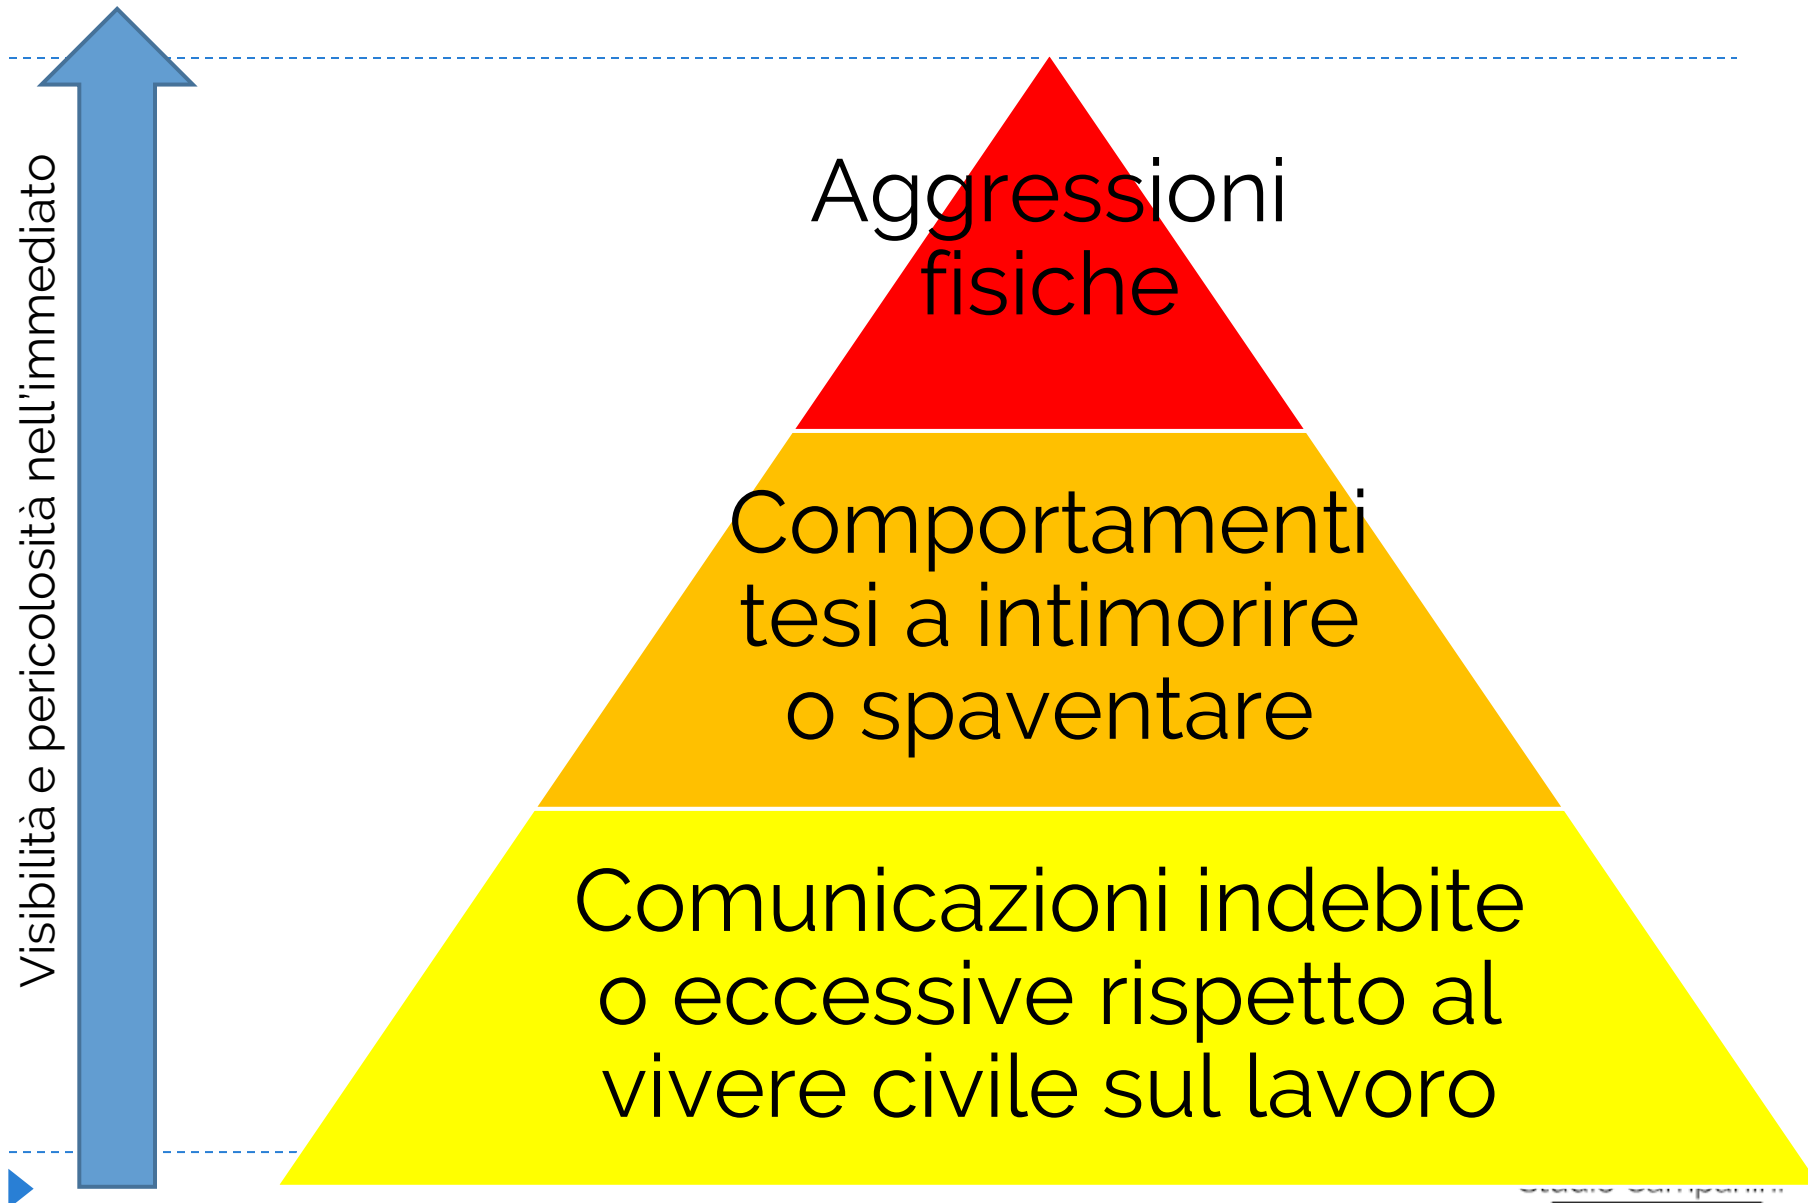 Visibilità e pericolosità nell'immediato
Aggressioni
fisiche
Comportamenti
tesi a intimorire
o spaventare
Comunicazioni indebite
o eccessive rispetto al
vivere civile sul lavoro